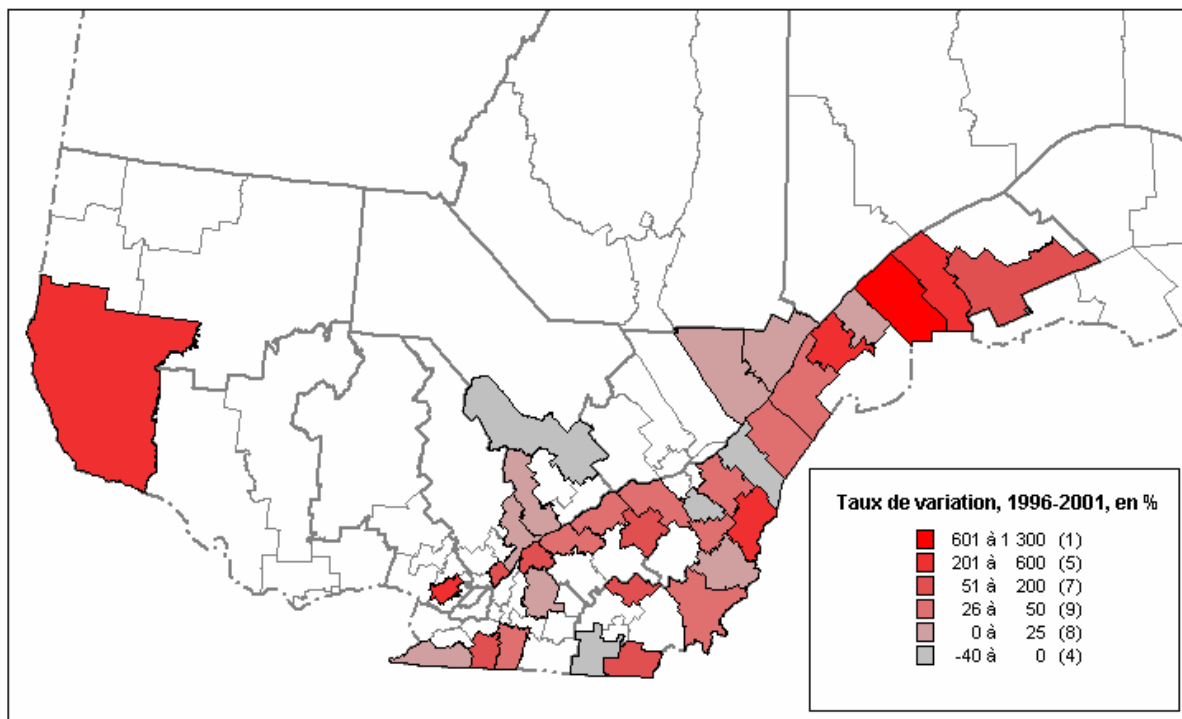 Taux de variation, 1996-2001, en %
601 à 1 300 (1)
201 à 600 (5)
51 à 200 (7)
26 à 50 (9)
0 à 25 (8)
-40 à 0 (4)